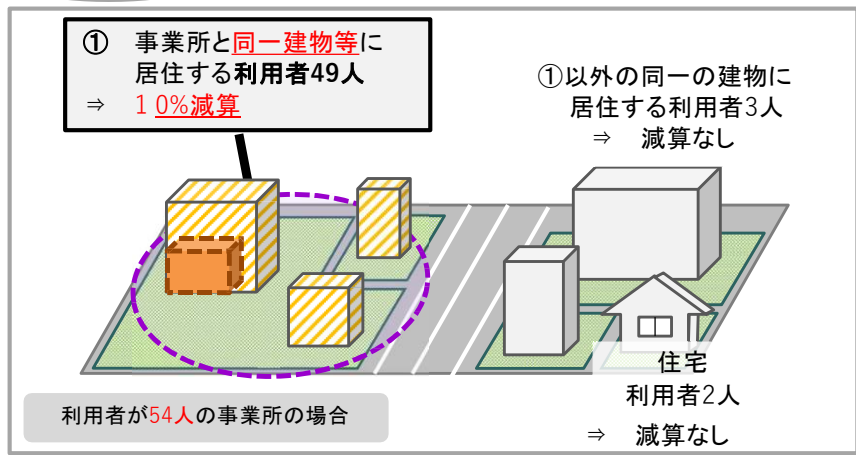 ① 事業所と同一建物等に
居住する利用者49人
⇒ 10%減算
①以外の同一の建物に
居住する利用者3人
⇒ 減算なし
住宅
利用者2人
⇒ 減算なし
利用者が54人の事業所の場合